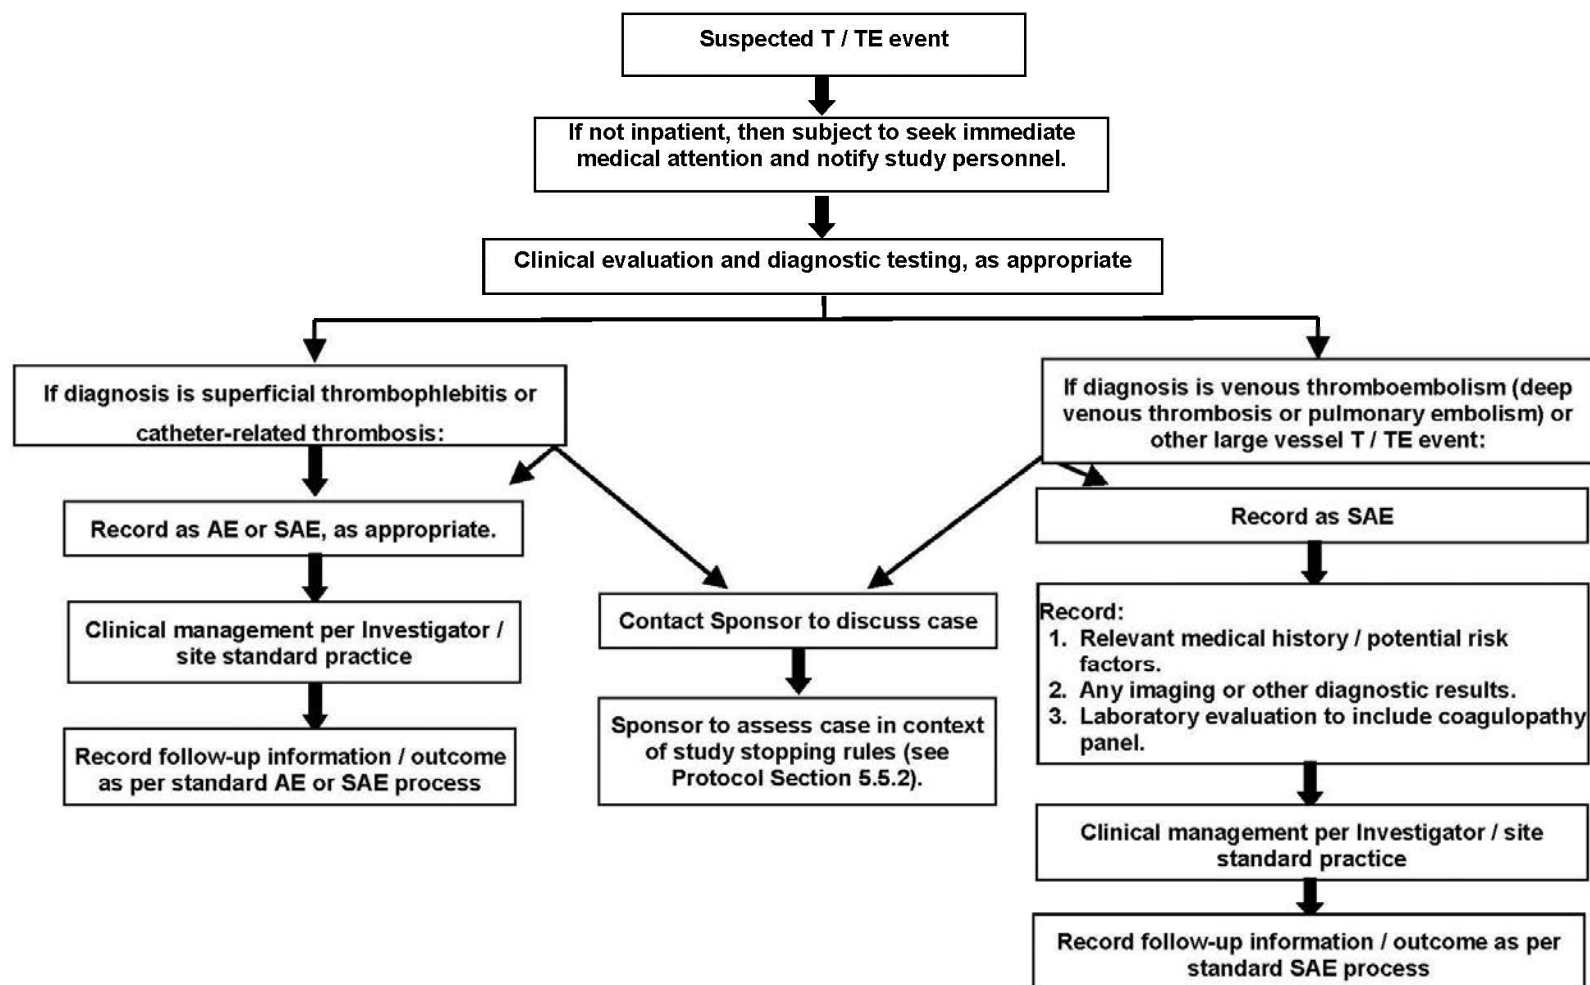 Suspected T / TE event
If not inpatient, then subject to seek immediate
medical attention and notify study personnel.
Clinical evaluation and diagnostic testing, as appropriate
If diagnosis is superficial thrombophlebitis or
catheter-related thrombosis:
Record as AE or SAE, as appropriate.
Clinical management per Investigator /
site standard practice
Record follow-up information / outcome
as per standard AE or SAE process
Contact Sponsor to discuss case
Sponsor to assess case in context
of study stopping rules (see
Protocol Section 5.5.2).
If diagnosis is venous thromboembolism (deep
venous thrombosis or pulmonary embolism) or
other large vessel T / TE event:
Record as SAE
Record:
1. Relevant medical history / potential risk
factors.
2. Any imaging or other diagnostic results.
3. Laboratory evaluation to include coagulopathy
panel.
Clinical management per Investigator / site
standard practice
Record follow-up information / outcome as per
standard SAE process